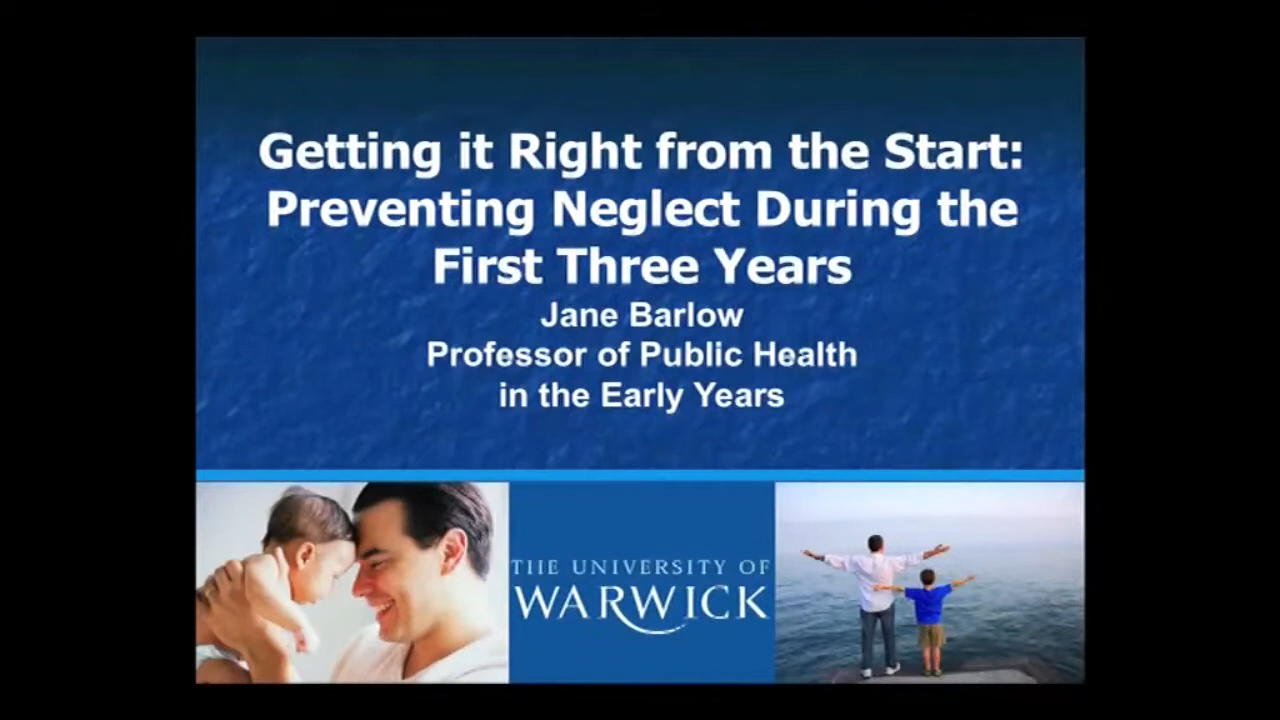 Getting it Right from the Start:
Preventing Neglect During the
First Three Years
Jane Barlow
Professor of Public Health
in the Early Years
THE UNIVERSITY OF
WARWICK